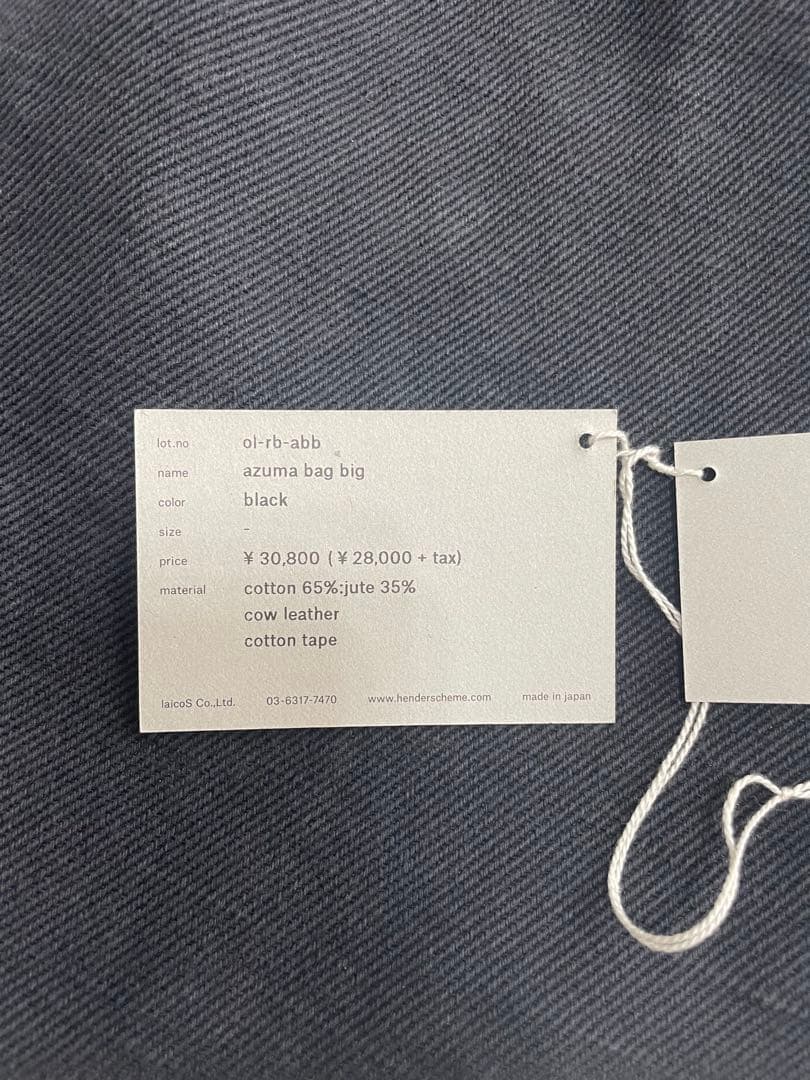 lot.no ol-rb-abb
name azuma bag big
color black
size -
price ¥ 30,800 (¥ 28,000 + tax)
material cotton 65%:jute 35%
cow leather
cotton tape
laicoS Co.,Ltd. 03-6317-7470 www.henderscheme.com made in japan